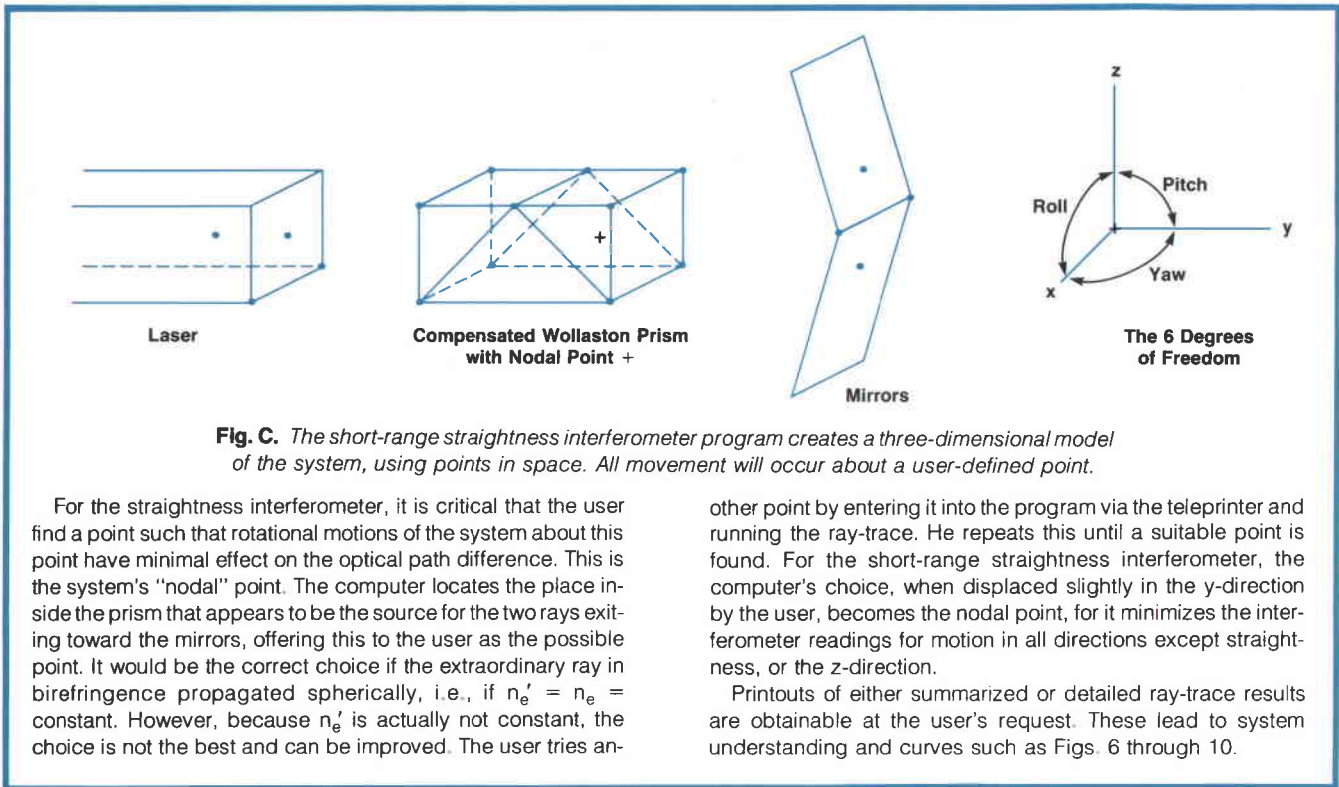 z
Pitch
Roll
y
Yaw
x
Laser
Compensated Wollaston Prism
with Nodal Point +
The 6 Degrees
of Freedom
Mirrors
Fig. C. The short-range straightness interferometer program creates a three-dimensional model
of the system, using points in space. All movement will occur about a user-defined point.
For the straightness interferometer, it is critical that the user
find a point such that rotational motions of the system about this
point have minimal effect on the optical path difference. This is
the system's "nodal" point. The computer locates the place in-
side the prism that appears to be the source for the two rays exit-
ing toward the mirrors, offering this to the user as the possible
point. It would be the correct choice if the extraordinary ray in
birefringence propagated spherically, i.e., if nₑ′ = nₑ =
constant. However, because nₑ′ is actually not constant, the
choice is not the best and can be improved. The user tries an-
other point by entering it into the program via the teleprinter and
running the ray-trace. He repeats this until a suitable point is
found. For the short-range straightness interferometer, the
computer's choice, when displaced slightly in the y-direction
by the user, becomes the nodal point, for it minimizes the inter-
ferometer readings for motion in all directions except straight-
ness, or the z-direction.
Printouts of either summarized or detailed ray-trace results
are obtainable at the user's request. These lead to system
understanding and curves such as Figs. 6 through 10.